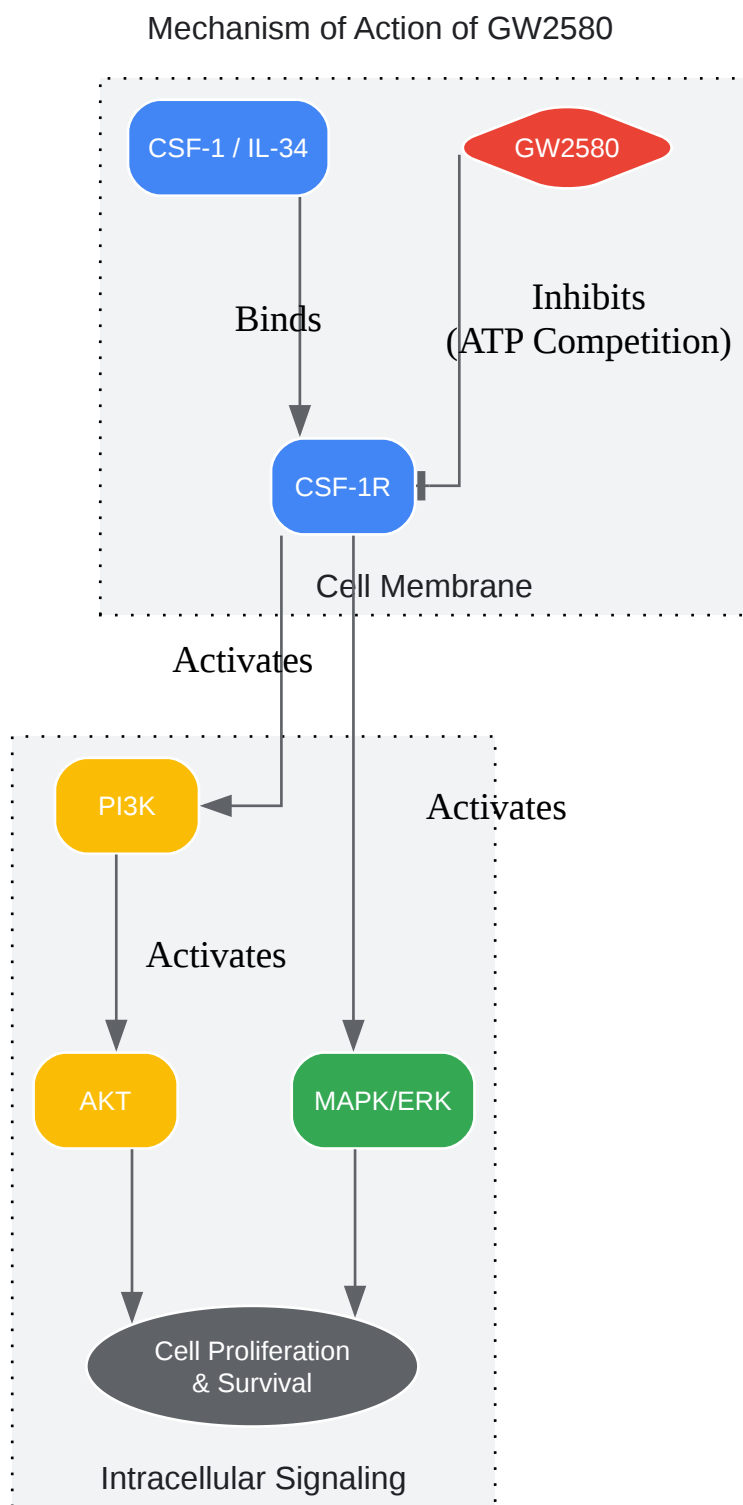 Mechanism of Action of GW2580
CSF-1 / IL-34
GW2580
Binds
Inhibits
(ATP Competition)
CSF-1R
Cell Membrane
Activates
PI3K
Activates
Activates
AKT
MAPK/ERK
Cell Proliferation
& Survival
Intracellular Signaling